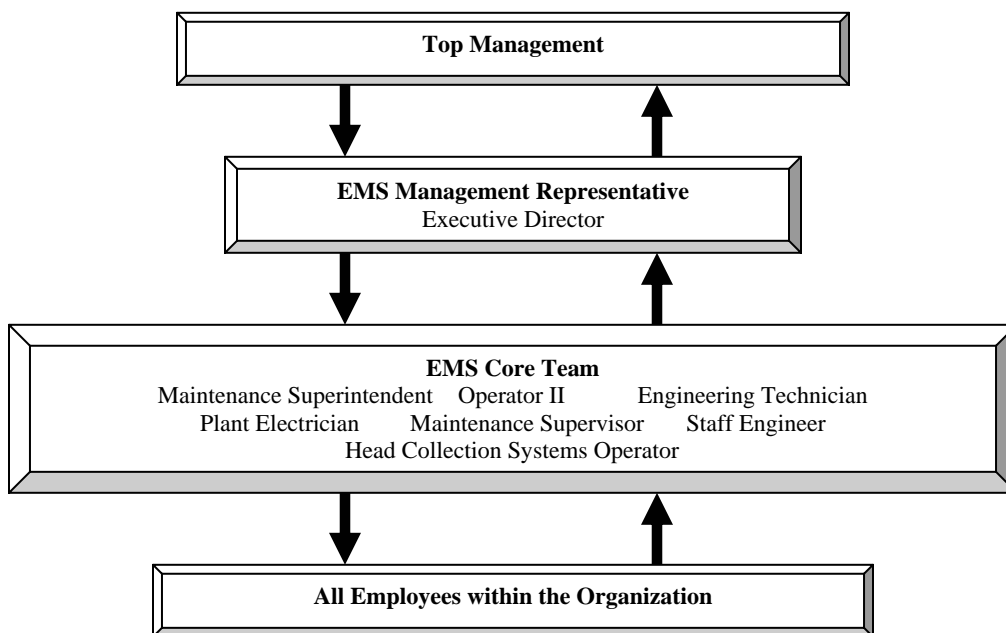 Top Management
EMS Management Representative
Executive Director
EMS Core Team
Maintenance Superintendent Operator II Engineering Technician
Plant Electrician Maintenance Supervisor Staff Engineer
Head Collection Systems Operator
All Employees within the Organization